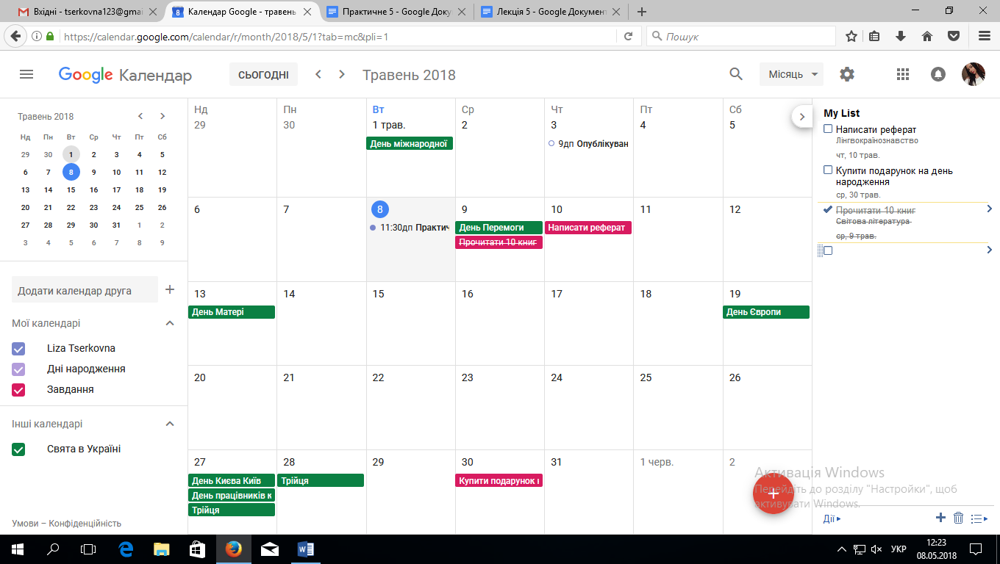 Вхідні - tserkovna123@gmai
Календар Google - травень
Практичне 5 - Google Доку
Лекція 5 - Google Документ
https://calendar.google.com/calendar/r/month/2018/5/1?tab=mc&pli=1
Пошук
Google Календар
СЬОГОДНІ
Травень 2018
Місяць
Травень 2018
Нд Пн Вт Ср Чт Пт Сб
29 30 1 2 3 4 5
6 7 8 9 10 11 12
13 14 15 16 17 18 19
20 21 22 23 24 25 26
27 28 29 30 31 1 2
3 4 5 6 7 8 9
Додати календар друга
Мої календарі
Liza Tserkovna
Дні народження
Завдання
Інші календарі
Свята в Україні
Умови – Конфіденційність
Нд Пн Вт Ср Чт Пт Сб
29 30 1 трав. 2 3 4 5
День міжнародної
9дп Опублікуван
6 7 8 9 10 11 12
11:30дп Практич
День Перемоги
Прочитати 10 книг
Написати реферат
13 14 15 16 17 18 19
День Матері
День Європи
20 21 22 23 24 25 26
27 28 29 30 31 1 черв. 2
День Києва Київ
День працівників к
Трійця
Трійця
Купити подарунок н
My List
Написати реферат
Лінгвокраїнознавство
чт, 10 трав.
Купити подарунок на день
народження
ср, 30 трав.
Прочитати 10 книг
Світова література
ср, 9 трав.
Активація Windows
Перейдіть до розділу "Настройки", щоб
активувати Windows.
Дії
УКР
12:23
08.05.2018